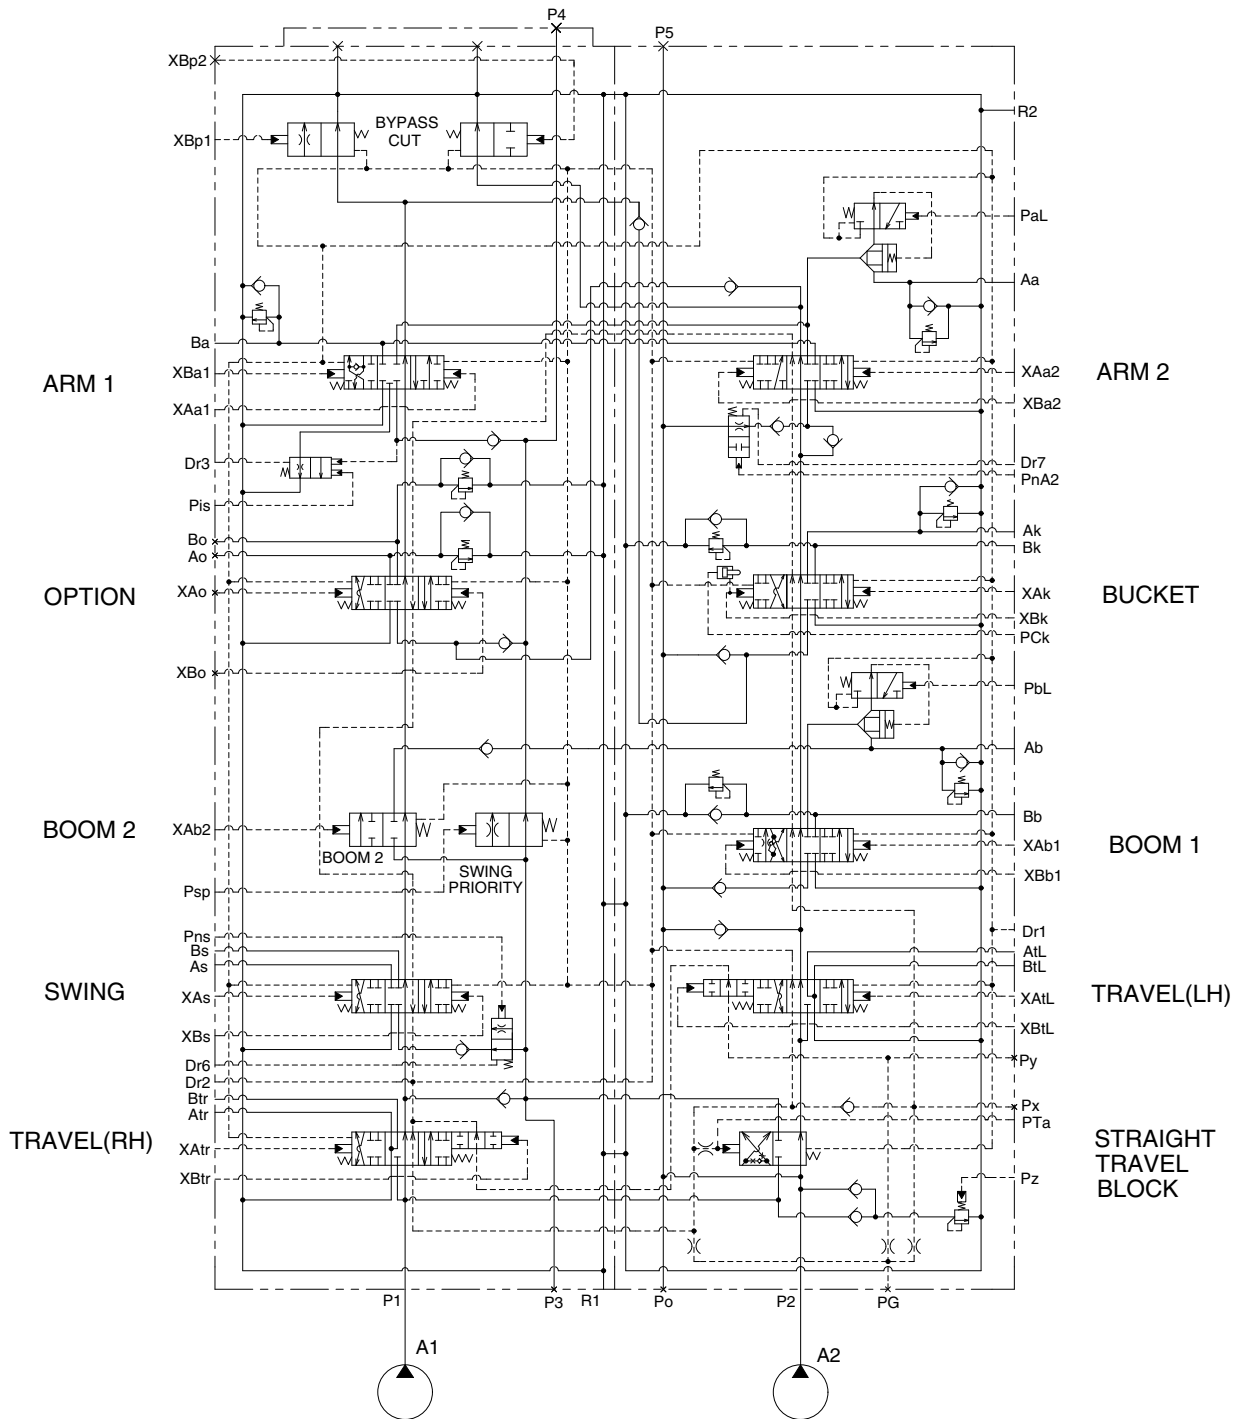 P4
P5
XBp2
R2
BYPASS
CUT
XBp1
PaL
Aa
Ba
XBa1
ARM 1
XAa1
XAa2
ARM 2
XBa2
Dr3
Dr7
PnA2
Pis
Bo
Ao
Ak
Bk
OPTION
XAo
XAk
BUCKET
XBk
PCk
XBo
PbL
Ab
Bb
BOOM 2
XAb2
BOOM 2
SWING
PRIORITY
XAb1
BOOM 1
XBb1
Psp
Pns
Bs
As
Dr1
AtL
BtL
SWING
XAs
XAtL
TRAVEL(LH)
XBs
XBtL
Dr6
Dr2
Py
Btr
Atr
Px
PTa
TRAVEL(RH)
XAtr
XBtr
STRAIGHT
TRAVEL
BLOCK
Pz
P1
P3
R1
Po
P2
PG
A1
A2